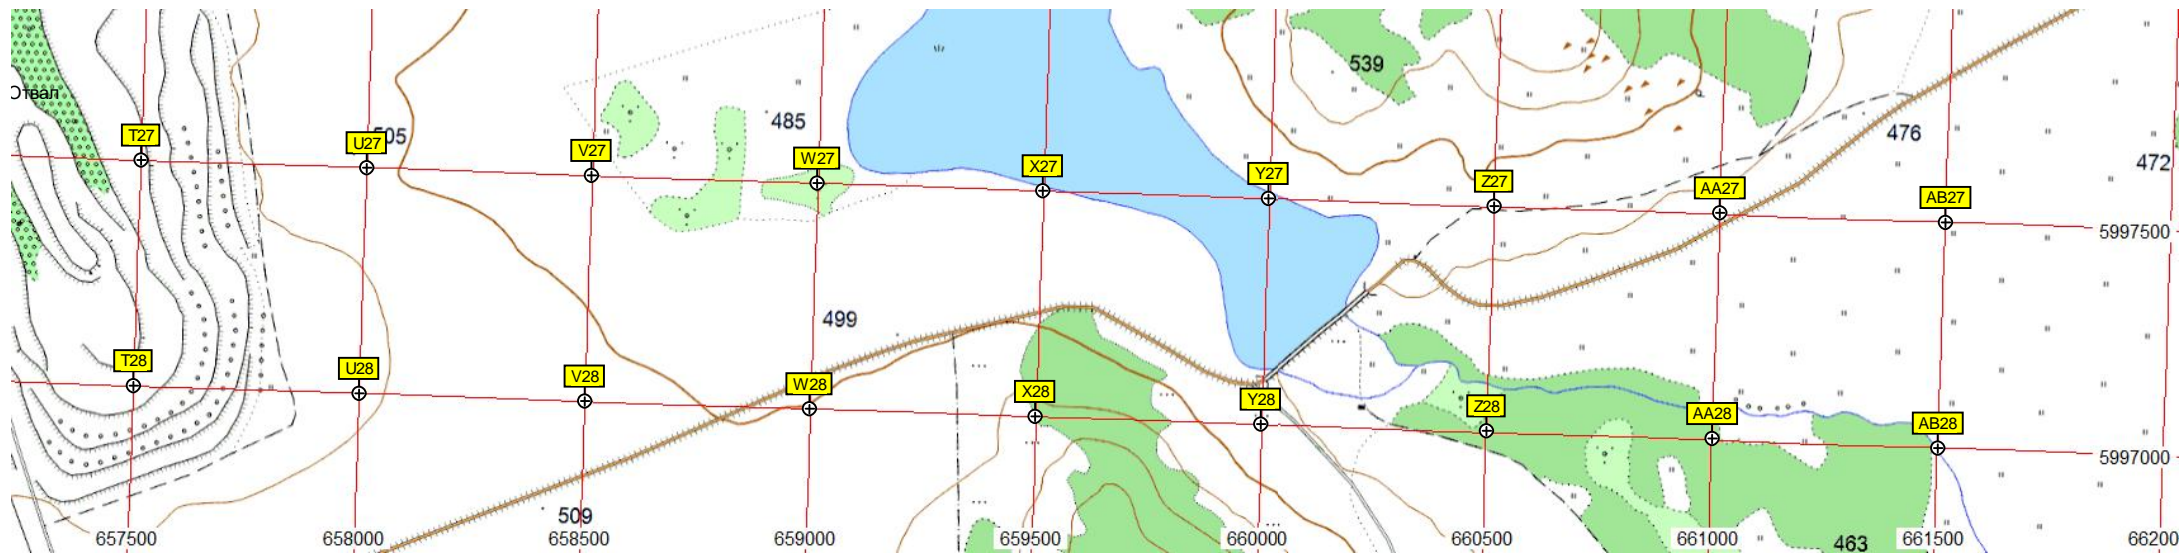 539
Отвал
485
476
505
T27
U27
V27
W27
X27
Y27
Z27
AA27
AB27
472
5997500
499
T28
U28
V28
W28
X28
Y28
Z28
AA28
AB28
5997000
509
463
657500
658000
658500
659000
659500
660000
660500
661000
661500
66200